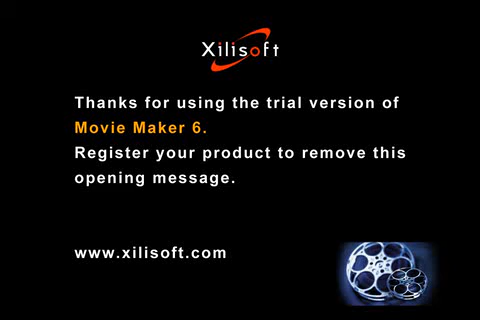 Xilisoft
Thanks for using the trial version of
Movie Maker 6.
Register your product to remove this
opening message.
www.xilisoft.com